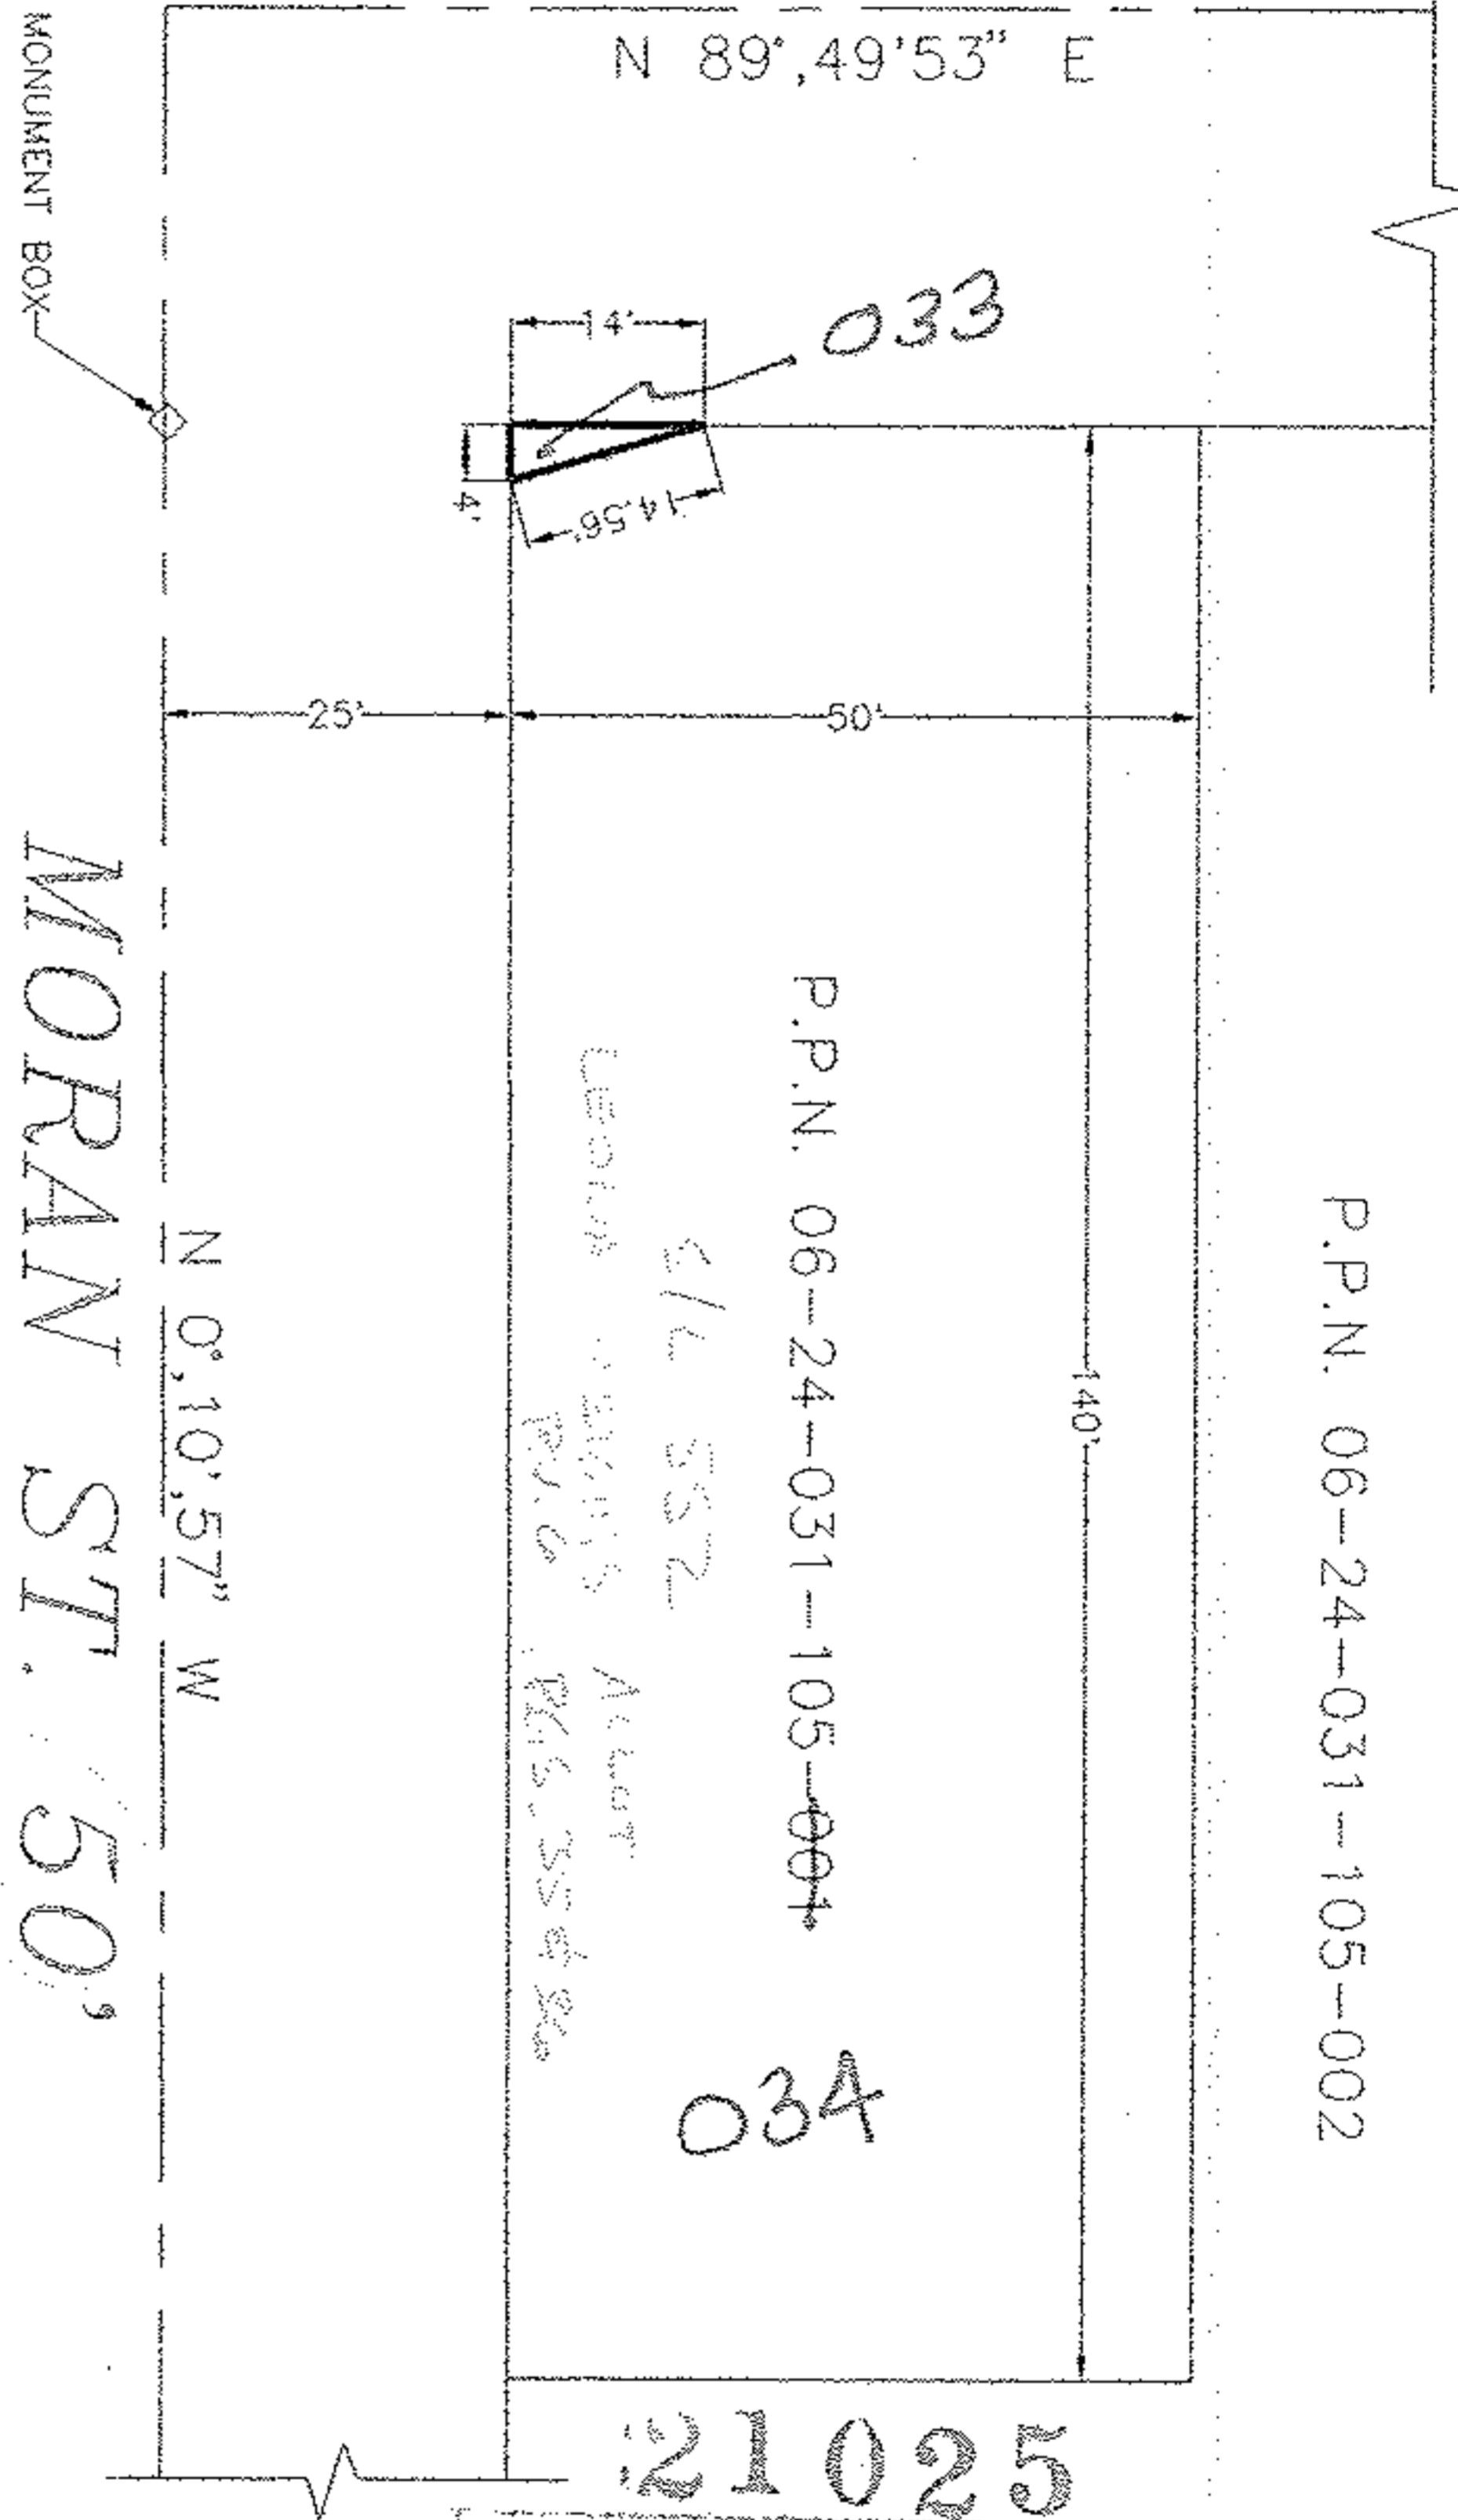 N 89°,49'53" E
MONUMENT BOX
033
14'
4'
14.56'
25'
50'
140'
P.P.N. 06-24-031-105-002
P.P.N. 06-24-031-105-001
034
N 0°,10',57" W
MORAN ST. 50'
21025